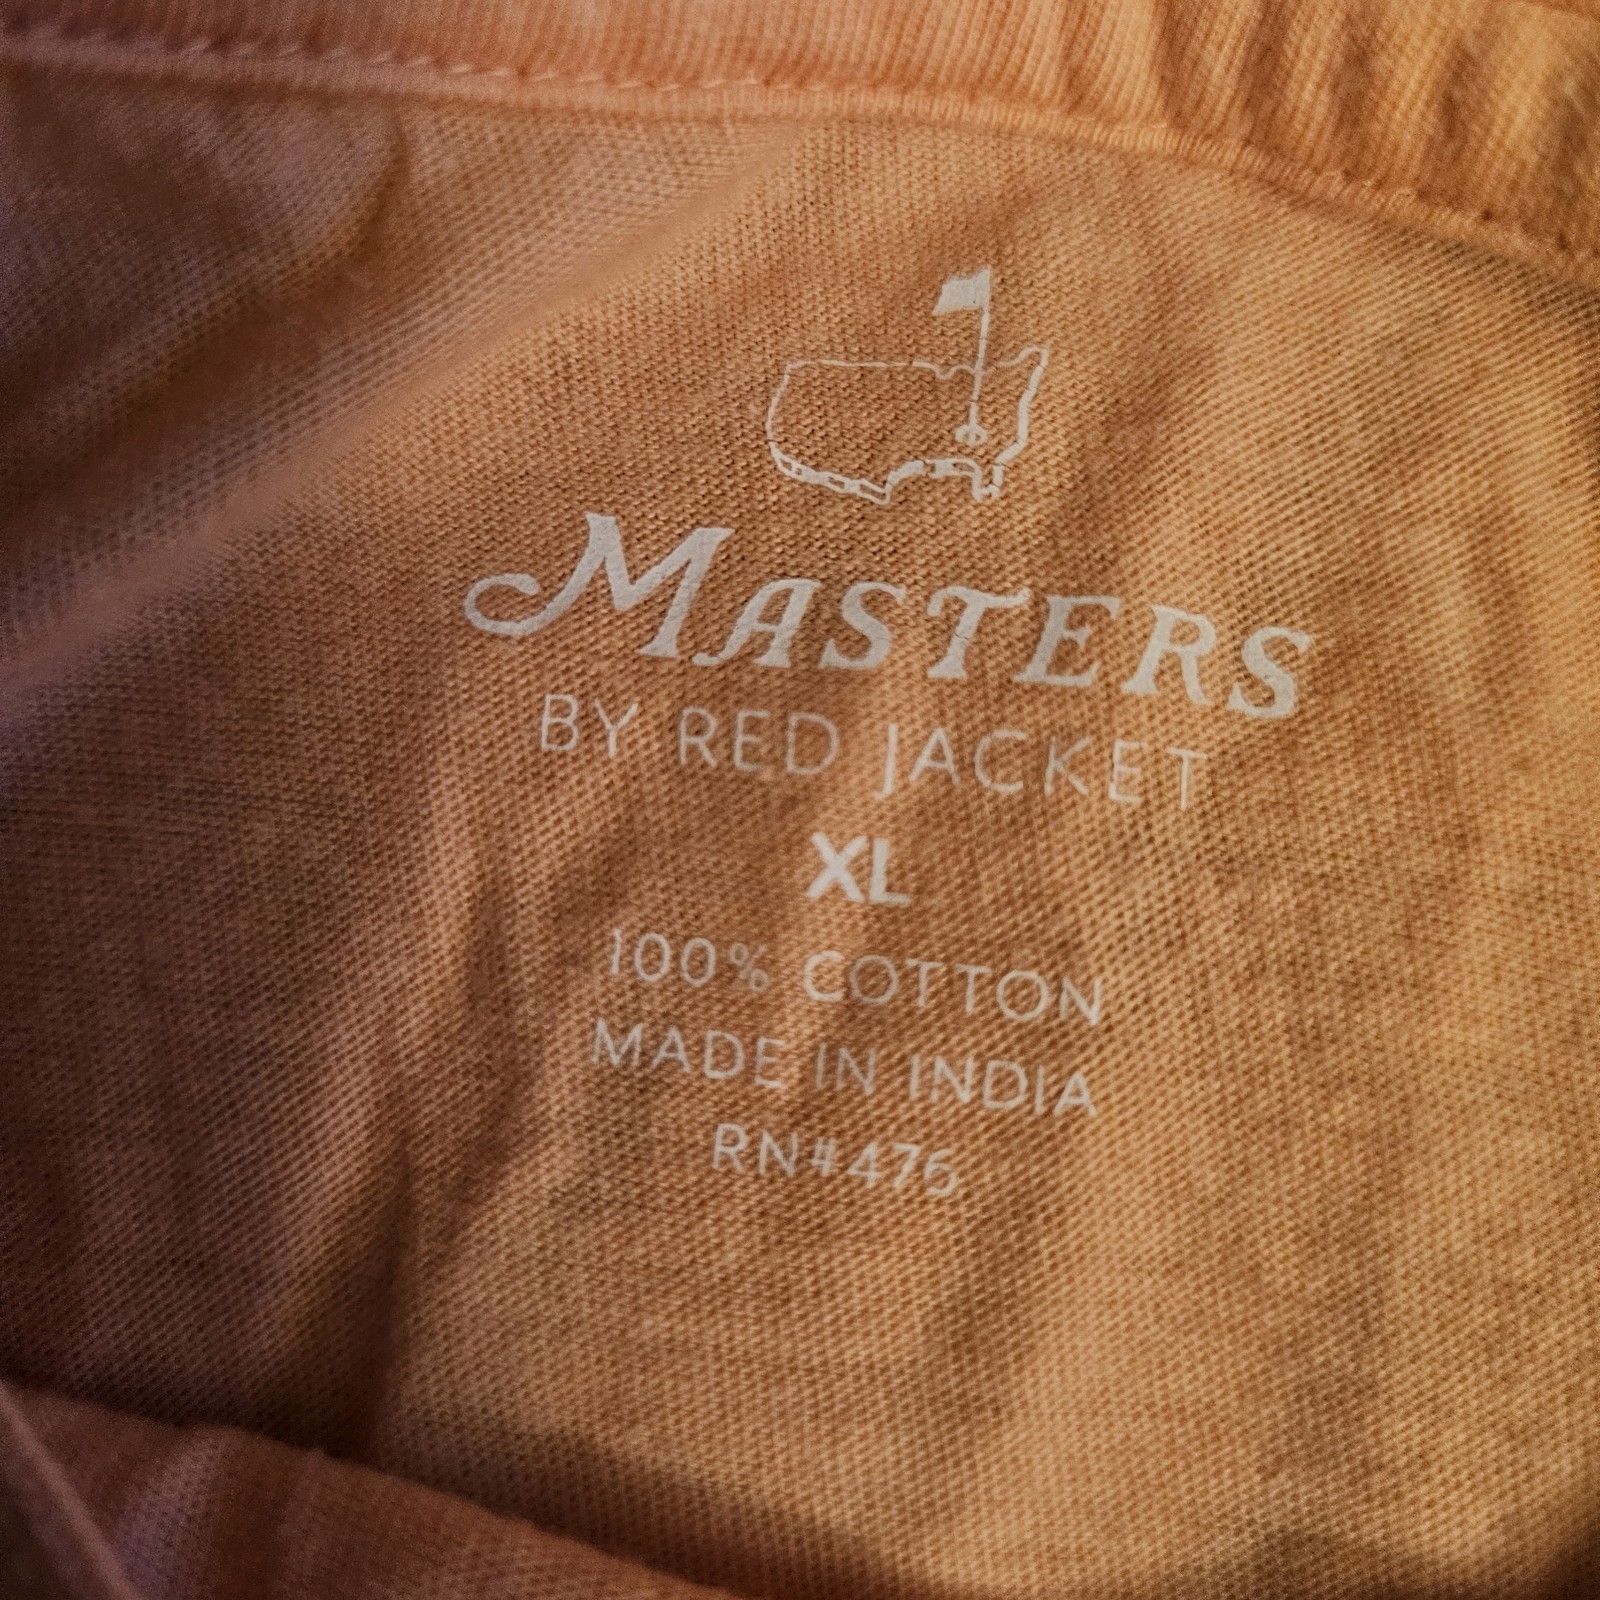 MASTERS
BY RED JACKET
XL
100% COTTON
MADE IN INDIA
RN#476